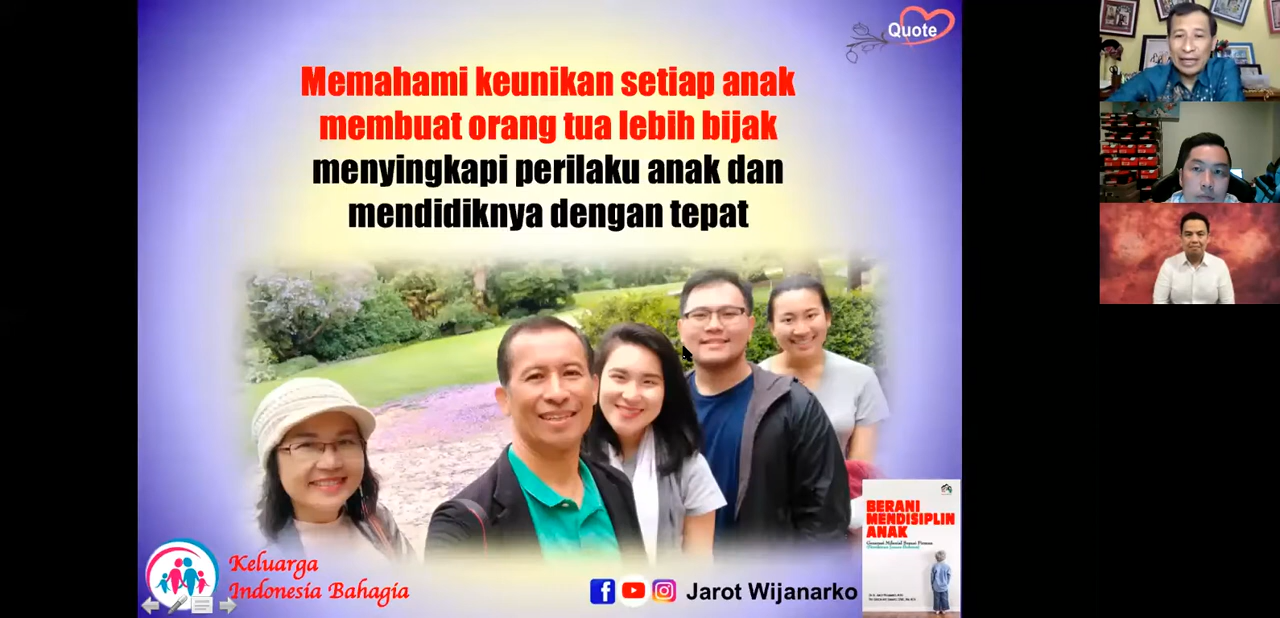 Quote
Memahami keunikan setiap anak
membuat orang tua lebih bijak
menyingkapi perilaku anak dan
mendidiknya dengan tepat
BERANI
MENDISIPLIN
ANAK
Keluarga
Indonesia Bahagia
Jarot Wijanarko